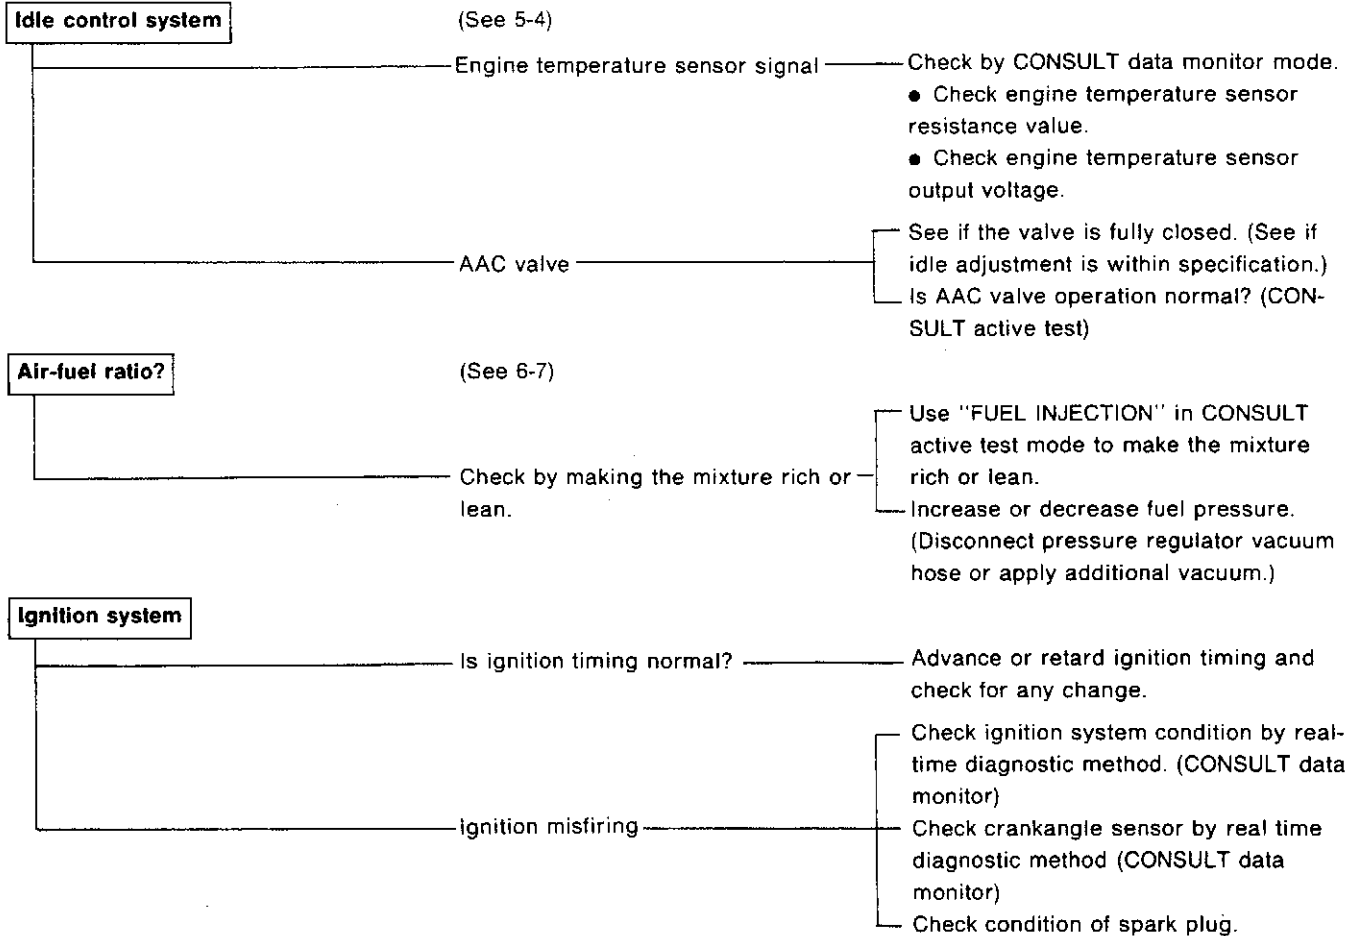 Idle control system
(See 5-4)
Engine temperature sensor signal
Check by CONSULT data monitor mode.
● Check engine temperature sensor
resistance value.
● Check engine temperature sensor
output voltage.
AAC valve
See if the valve is fully closed. (See if
idle adjustment is within specification.)
Is AAC valve operation normal? (CON-
SULT active test)
Air-fuel ratio?
(See 6-7)
Check by making the mixture rich or
lean.
Use "FUEL INJECTION" in CONSULT
active test mode to make the mixture
rich or lean.
Increase or decrease fuel pressure.
(Disconnect pressure regulator vacuum
hose or apply additional vacuum.)
Ignition system
Is ignition timing normal?
Advance or retard ignition timing and
check for any change.
Ignition misfiring
Check ignition system condition by real-
time diagnostic method. (CONSULT data
monitor)
Check crankangle sensor by real time
diagnostic method (CONSULT data
monitor)
Check condition of spark plug.